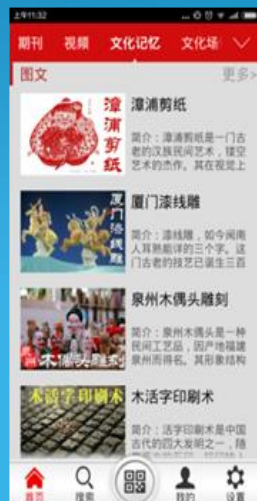 上午11:32
期刊 视频 文化记忆 文化场
图文 更多>
漳浦剪纸
漳浦剪纸
简介：漳浦剪纸是一门古
老的汉族民间艺术，镂空
艺术的杰作。其在视觉上
厦门漆线雕
厦门漆线雕
简介：漆线雕，如今闽南
人耳熟能详的三个字。这
门古老的技艺已诞生三百
泉州木偶头雕刻
泉州木偶头雕刻
简介：泉州木偶头是一种
民间工艺品，因产地福建
泉州而得名。其形象结构
木活字印刷术
木活字印刷术
简介：活字印刷术是中国
古代的四大发明之一，随
首页 搜索 我的 设置